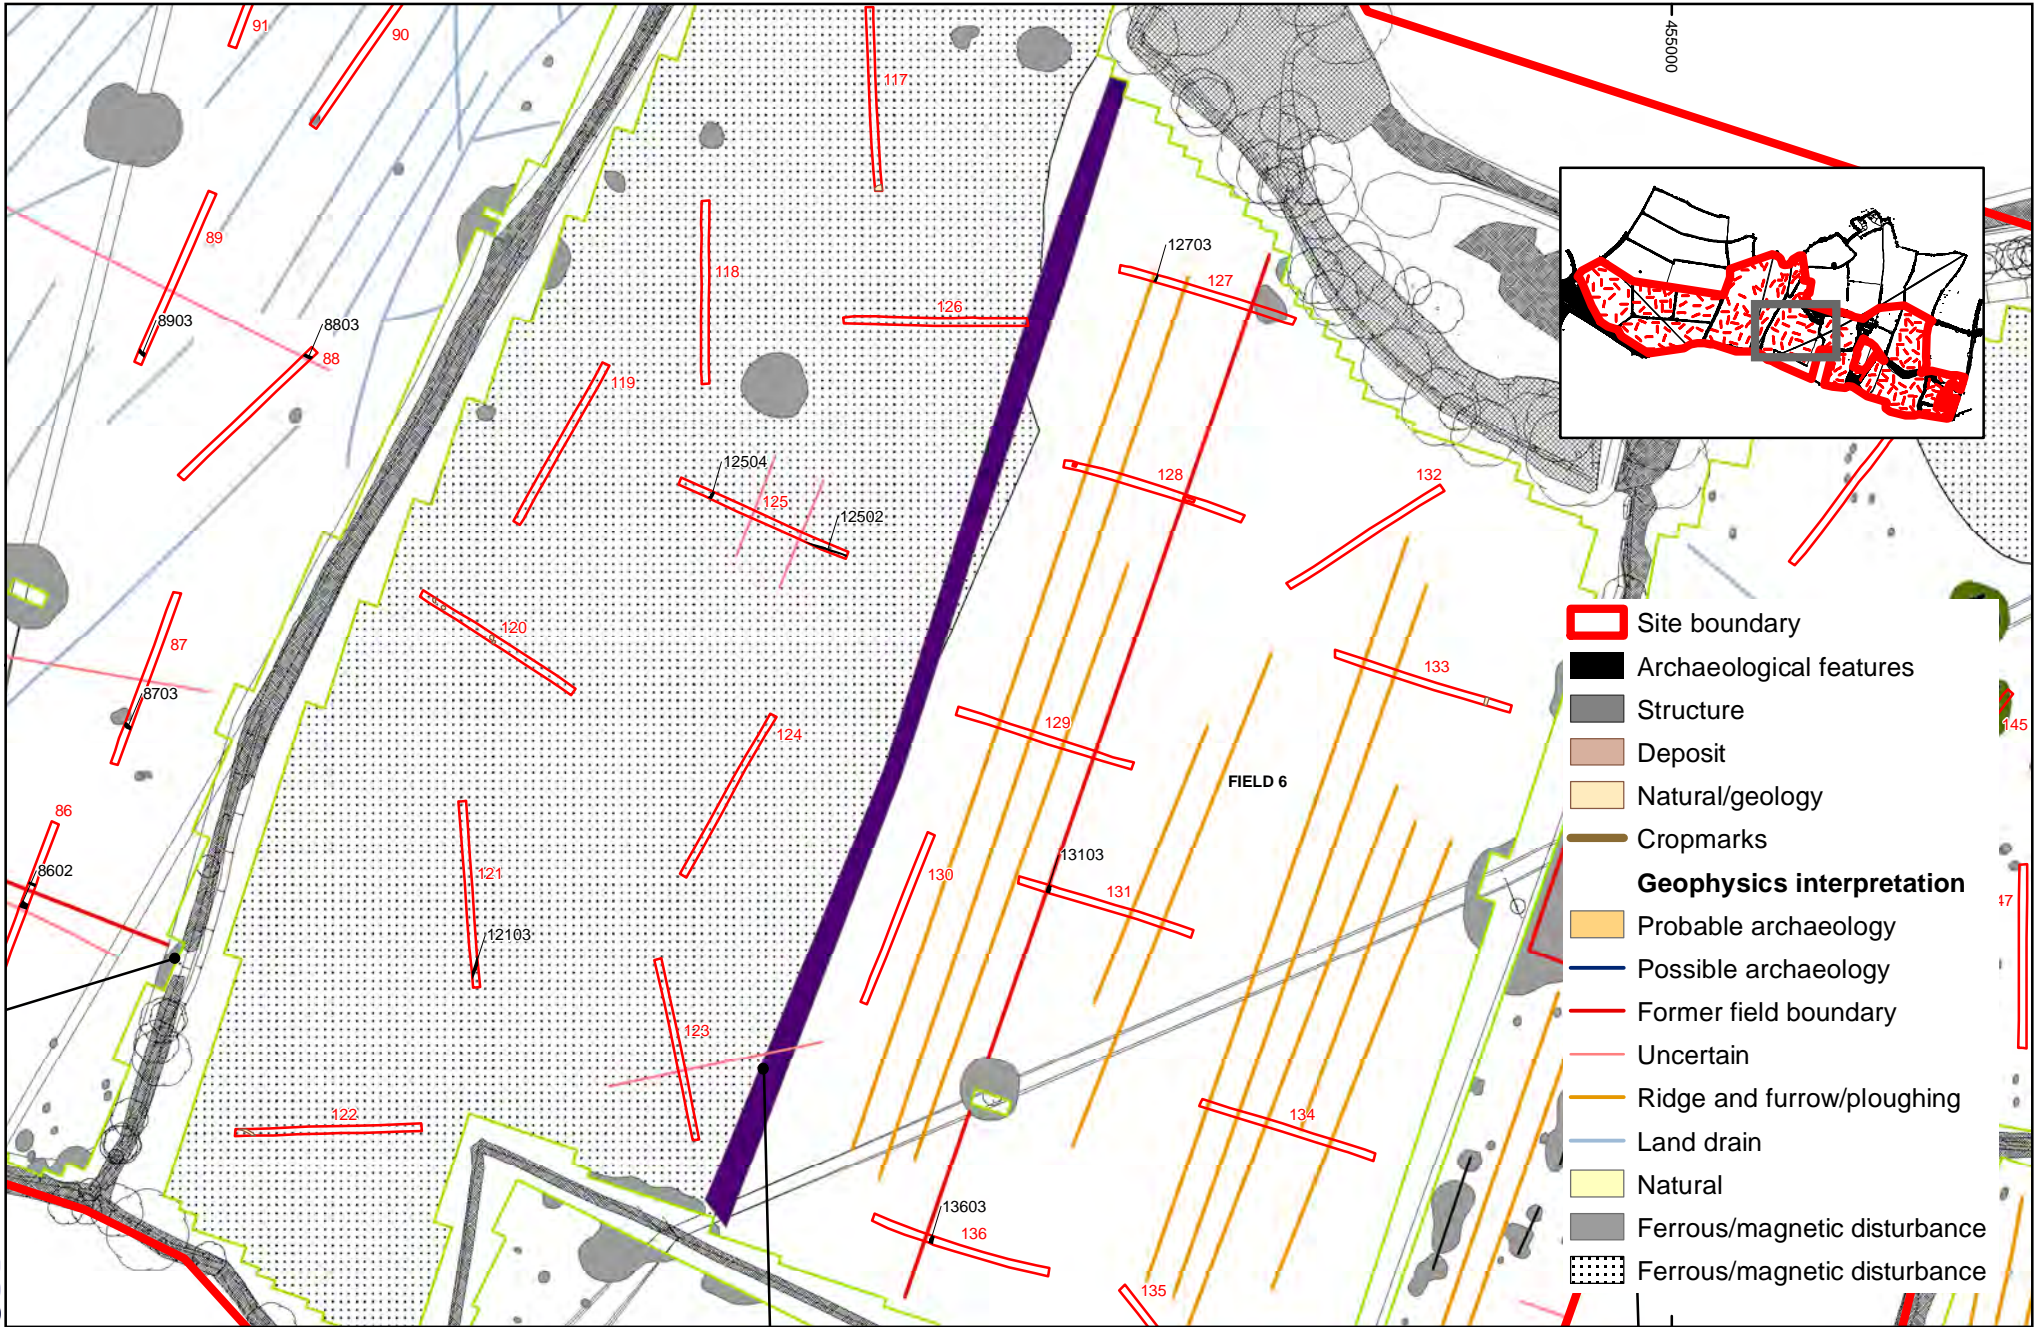 91
90
117
455000
89
118
12703
127
126
8903
8803
88
119
12504
125
12502
128
132
120
87
8703
133
129
124
145
FIELD 6
86
8602
121
130
13103
131
12103
123
47
122
134
13603
136
135
Site boundary
Archaeological features
Structure
Deposit
Natural/geology
Cropmarks
Geophysics interpretation
Probable archaeology
Possible archaeology
Former field boundary
Uncertain
Ridge and furrow/ploughing
Land drain
Natural
Ferrous/magnetic disturbance
Ferrous/magnetic disturbance